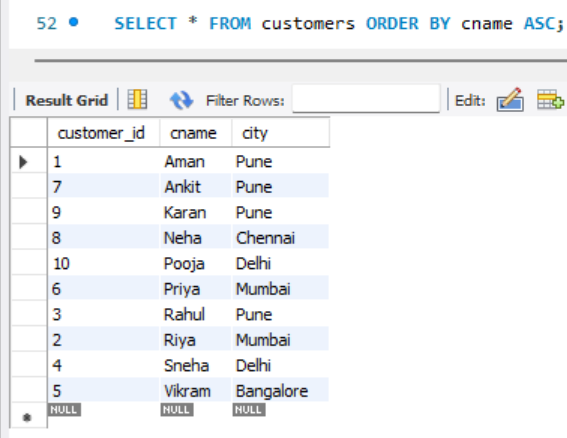 52 SELECT * FROM customers ORDER BY cname ASC;
Result Grid Filter Rows: Edit:
customer_id cname city
1 Aman Pune
7 Ankit Pune
9 Karan Pune
8 Neha Chennai
10 Pooja Delhi
6 Priya Mumbai
3 Rahul Pune
2 Riya Mumbai
4 Sneha Delhi
5 Vikram Bangalore
NULL NULL NULL